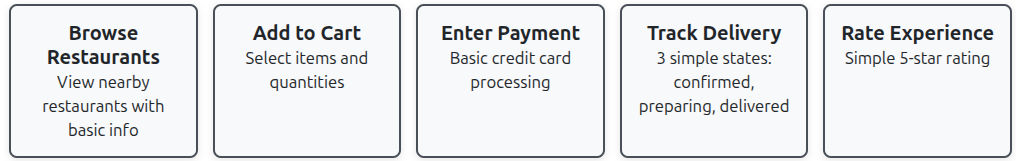 Browse
Restaurants
View nearby
restaurants with
basic info
Add to Cart
Select items and
quantities
Enter Payment
Basic credit card
processing
Track Delivery
3 simple states:
confirmed,
preparing, delivered
Rate Experience
Simple 5-star rating